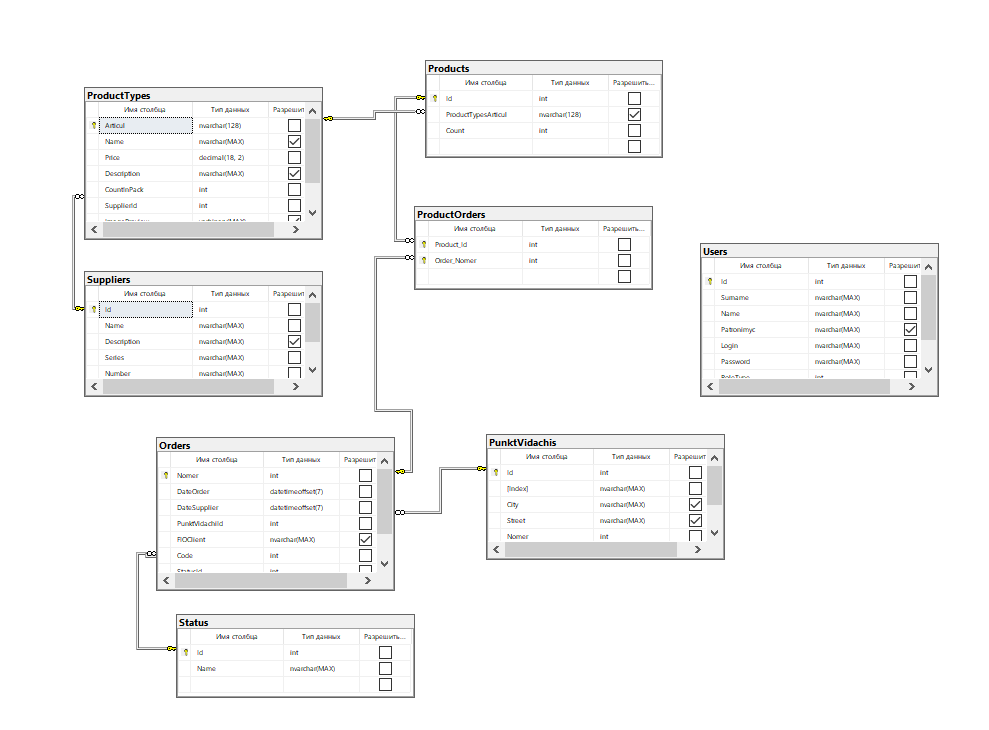 ProductTypes
Имя столбца Тип данных Разрешит
Articul nvarchar(128)
Name nvarchar(MAX)
Price decimal(18, 2)
Description nvarchar(MAX)
CountInPack int
SupplierId int
Products
Имя столбца Тип данных Разрешить...
Id int
ProductTypesArticul nvarchar(128)
Count int
ProductOrders
Имя столбца Тип данных Разрешить...
Product_Id int
Order_Nomer int
Suppliers
Имя столбца Тип данных Разрешит
Id int
Name nvarchar(MAX)
Description nvarchar(MAX)
Series nvarchar(MAX)
Number nvarchar(MAX)
Users
Имя столбца Тип данных Разрешит
Id int
Surname nvarchar(MAX)
Name nvarchar(MAX)
Patronimyc nvarchar(MAX)
Login nvarchar(MAX)
Password nvarchar(MAX)
RoleType int
Orders
Имя столбца Тип данных Разрешит
Nomer int
DateOrder datetimeoffset(7)
DateSupplier datetimeoffset(7)
PunktVidachiId int
FIOClient nvarchar(MAX)
Code int
StatusId int
PunktVidachis
Имя столбца Тип данных Разрешит
Id int
[Index] nvarchar(MAX)
City nvarchar(MAX)
Street nvarchar(MAX)
Nomer int
Status
Имя столбца Тип данных Разрешить...
Id int
Name nvarchar(MAX)